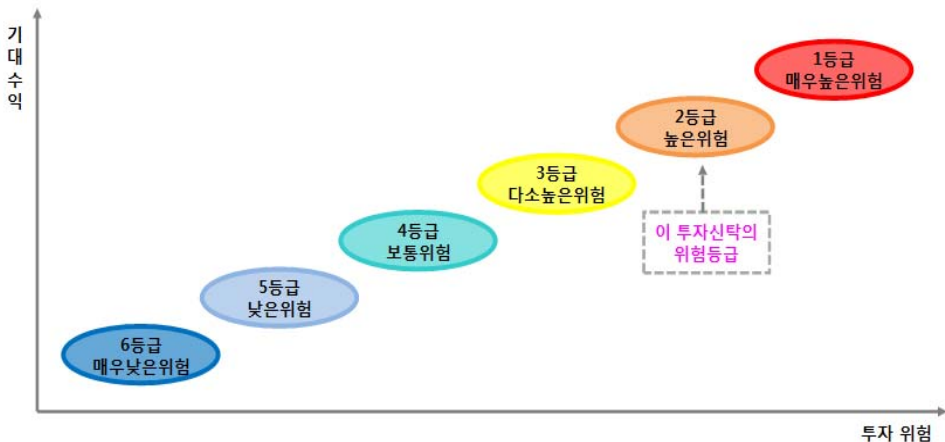 기대수익
1등급
매우높은위험
2등급
높은위험
3등급
다소높은위험
이 투자신탁의
위험등급
4등급
보통위험
5등급
낮은위험
6등급
매우낮은위험
투자 위험